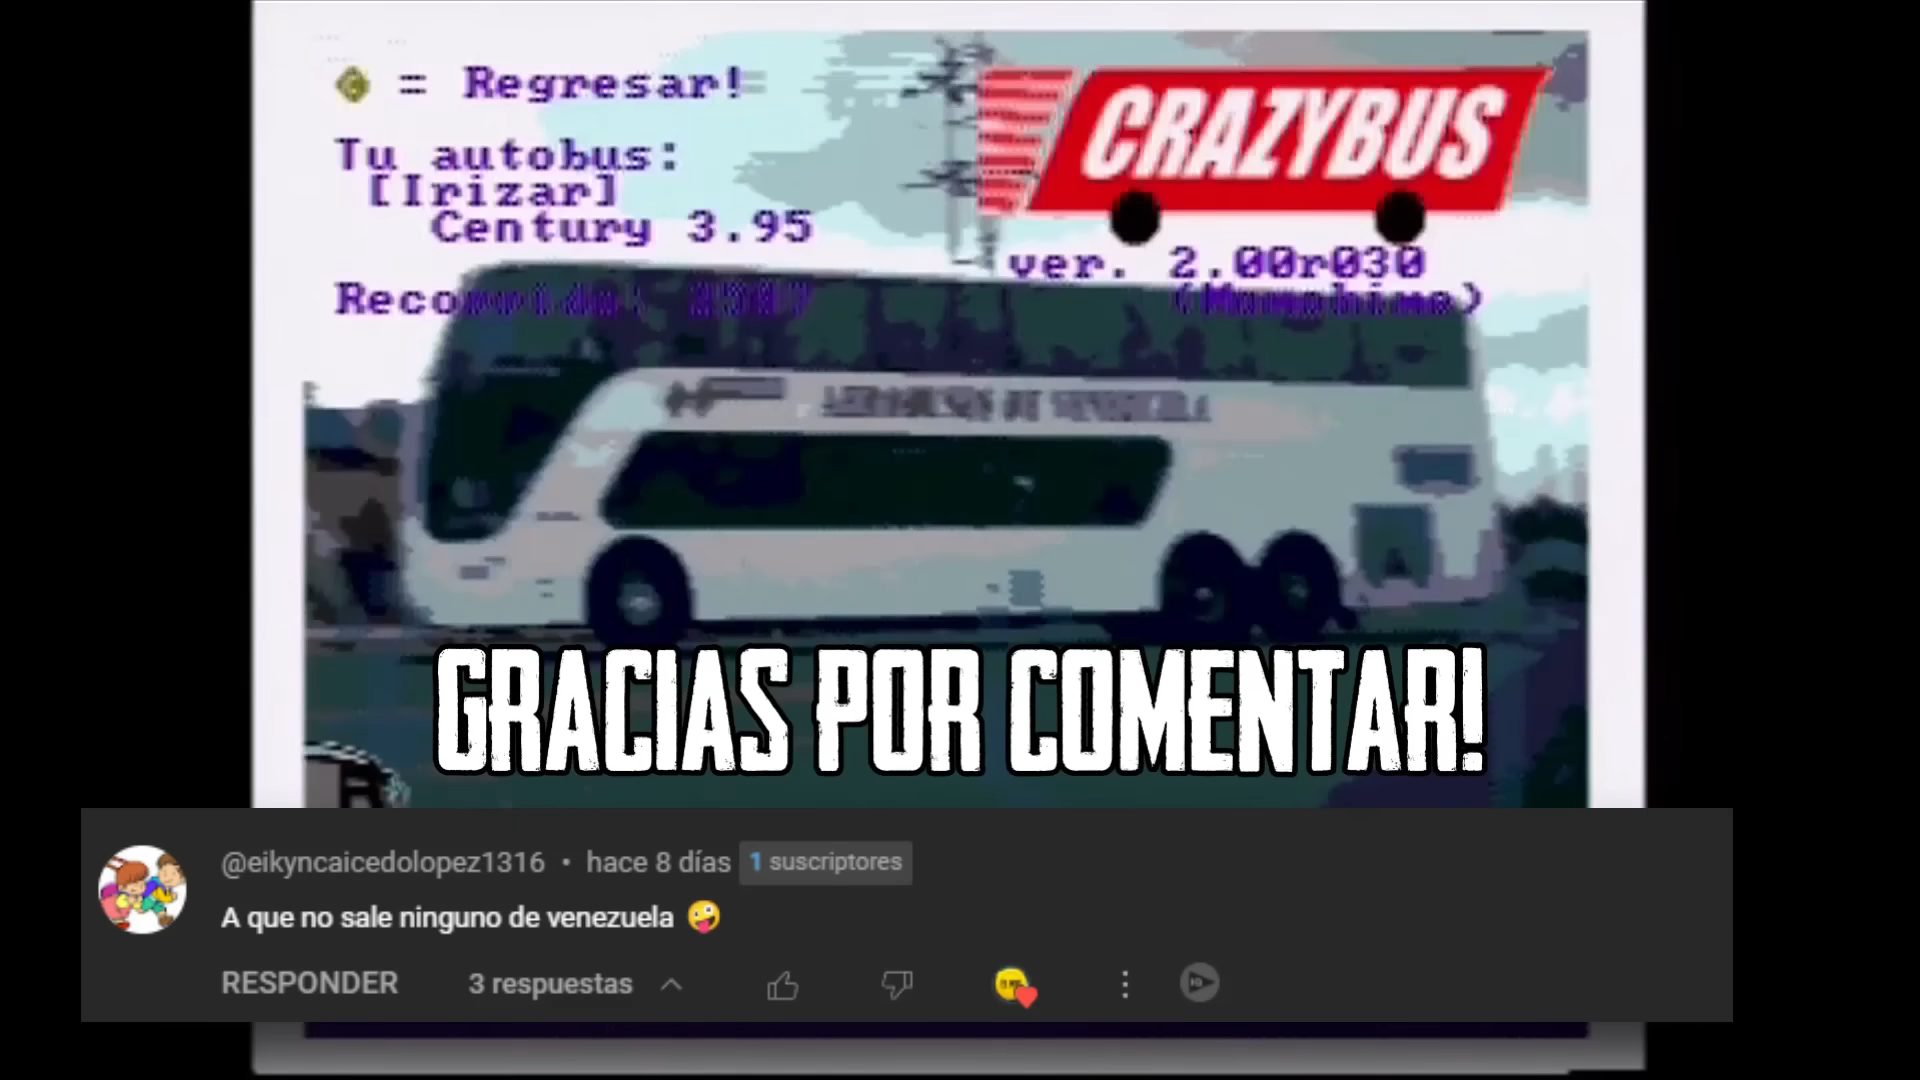 = Regresar!
CRAZYBUS
Tu autobus:
[Irizar]
Century 3.95
ver. 2.00r030
GRACIAS POR COMENTAR!
@eikyncaicedolopez1316 • hace 8 días 1 suscriptores
A que no sale ninguno de venezuela 🤪
RESPONDER 3 respuestas